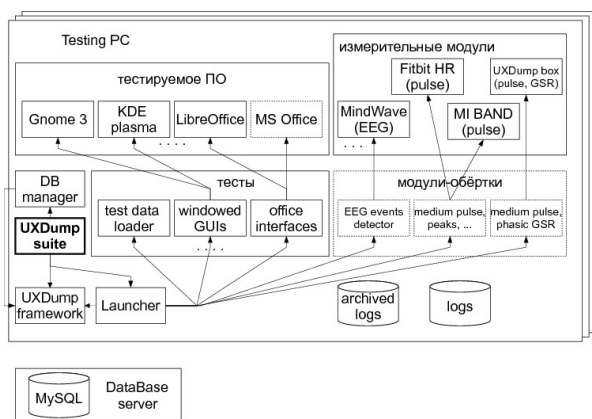 Testing PC
тестируемое ПО
Gnome 3
KDE
plasma
LibreOffice
MS Office
. . . .
измерительные модули
Fitbit HR
(pulse)
UXDump box
(pulse, GSR)
MindWave
(EEG)
MI BAND
(pulse)
. . .
DB
manager
UXDump
suite
UXDump
framework
Launcher
тесты
test data
loader
windowed
GUIs
office
interfaces
. . . .
модули-обёртки
EEG events
detector
medium pulse,
peaks, ...
medium pulse,
phasic GSR
archived
logs
logs
MySQL
DataBase
server